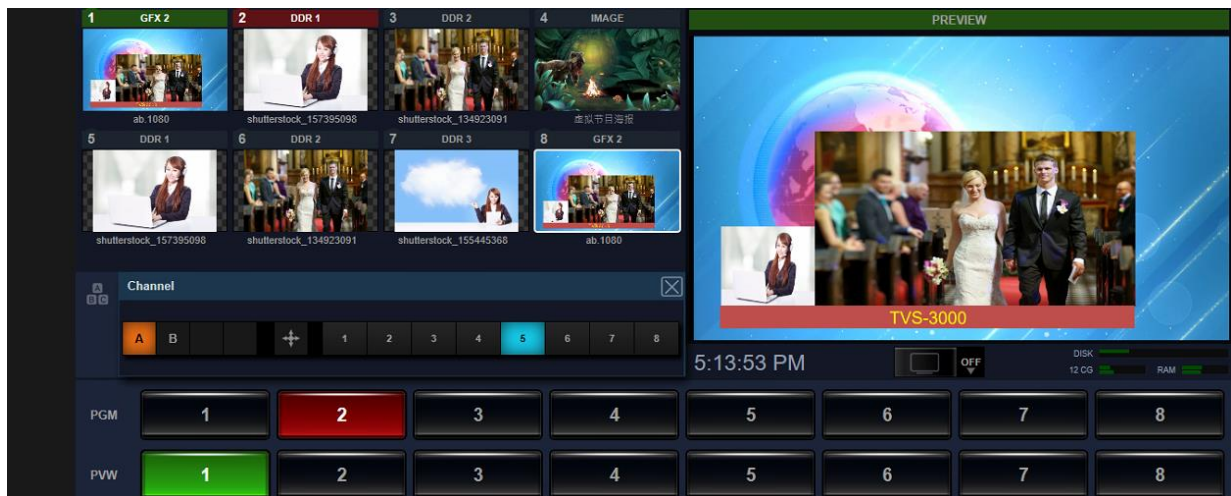 1 GFX 2 2 DDR 1 3 DDR 2 4 IMAGE PREVIEW
ab.1080 shutterstock_157395098 shutterstock_134923091 虚拟节目海报
5 DDR 1 6 DDR 2 7 DDR 3 8 GFX 2
shutterstock_157395098 shutterstock_134923091 shutterstock_155445368 ab.1080
TVS-3000
A B C Channel
A B 1 2 3 4 5 6 7 8
5:13:53 PM OFF DISK
12 CG RAM
PGM 1 2 3 4 5 6 7 8
PVW 1 2 3 4 5 6 7 8